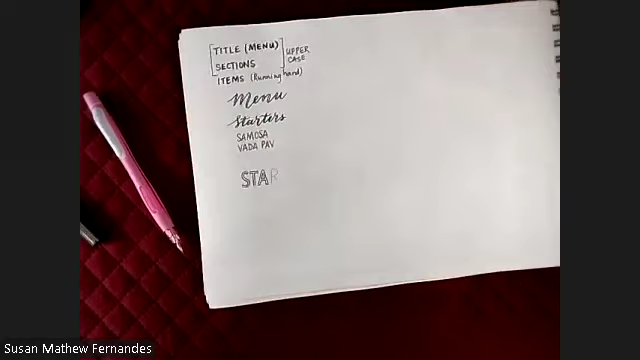 TITLE (MENU)
SECTIONS
UPPER
CASE
ITEMS (Running hand)
Menu
Starters
SAMOSA
VADA PAV
STAR
Susan Mathew Fernandes